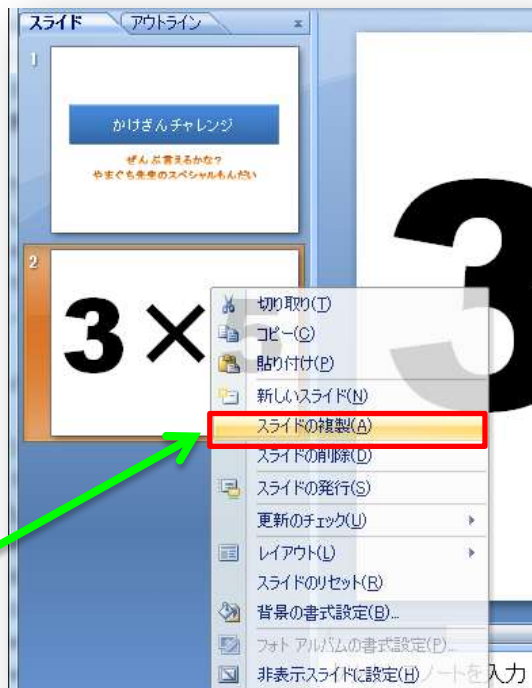 スライド アウトライン x
1
かけざんチャレンジ
ぜんぶ言えるかな?
やまぐち先生のスペシャルもんだい
2
3×5
3
切り取り(T)
コピー(C)
貼り付け(P)
新しいスライド(N)
スライドの複製(A)
スライドの削除(D)
スライドの発行(S)
更新のチェック(U)
レイアウト(L)
スライドのリセット(R)
背景の書式設定(B)...
フォト アルバムの書式設定(P)...
非表示スライドに設定(H)
ノートを入力